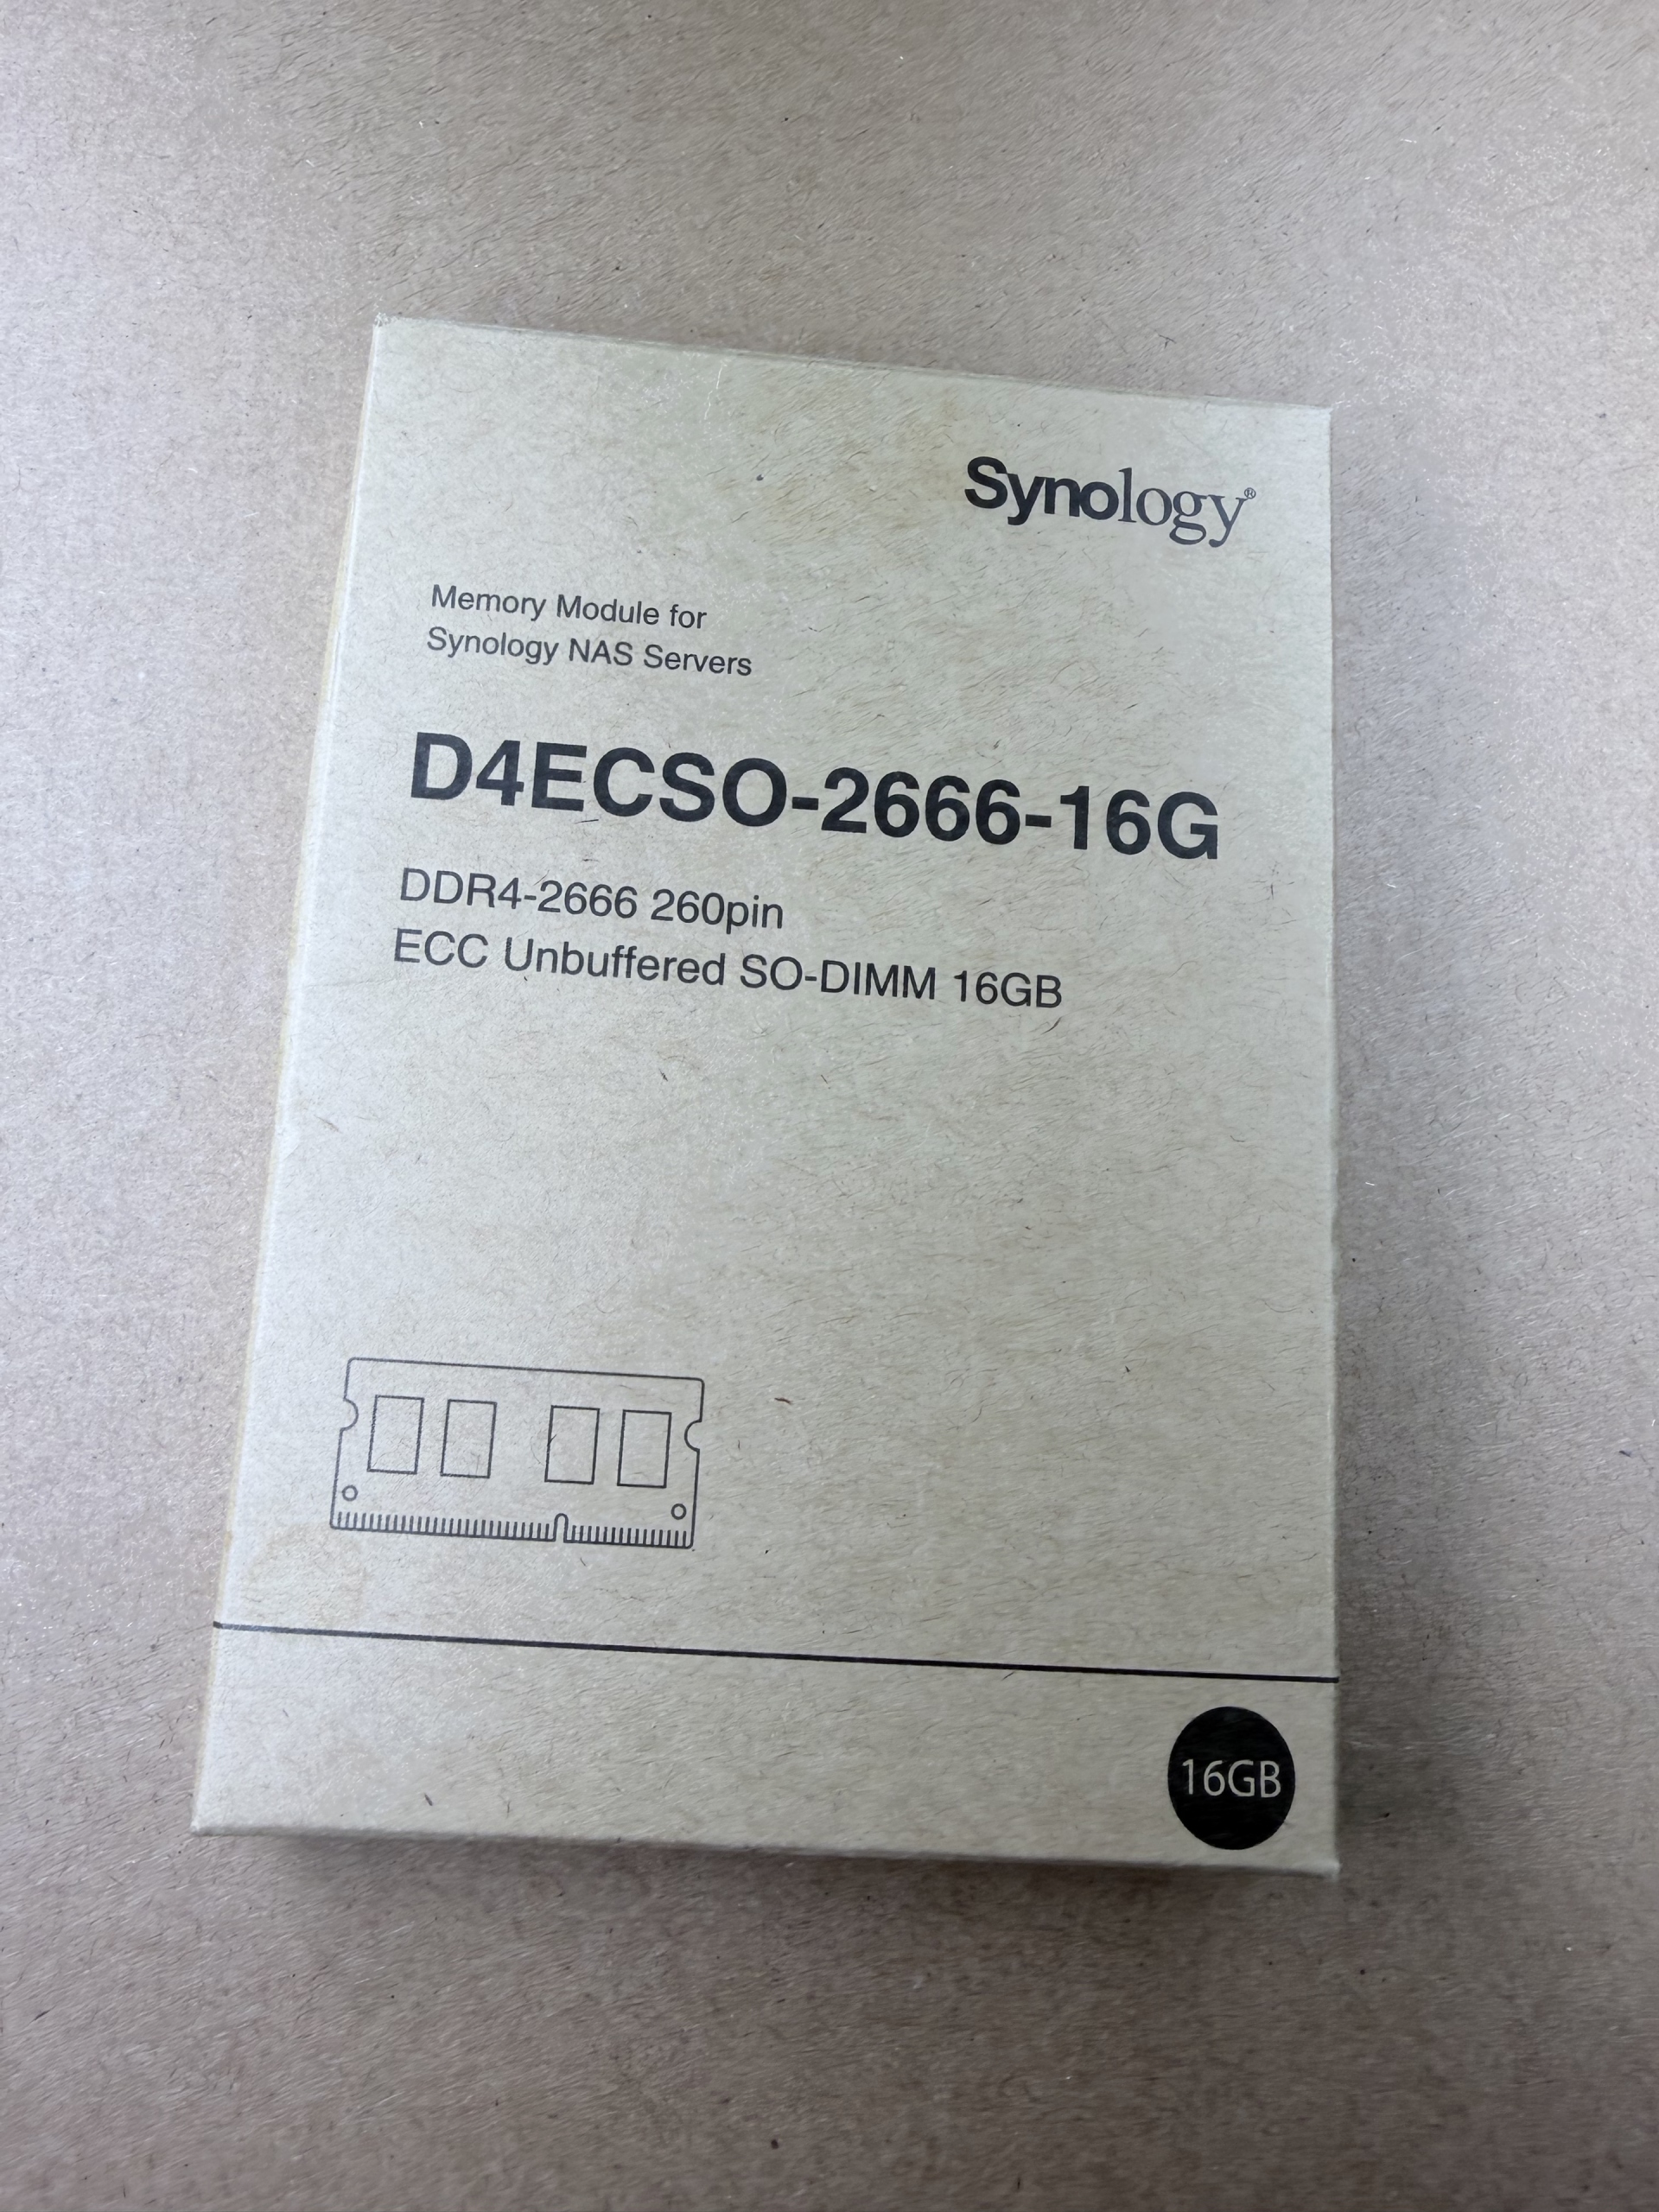 Synology®
Memory Module for
Synology NAS Servers
D4ECSO-2666-16G
DDR4-2666 260pin
ECC Unbuffered SO-DIMM 16GB
16GB